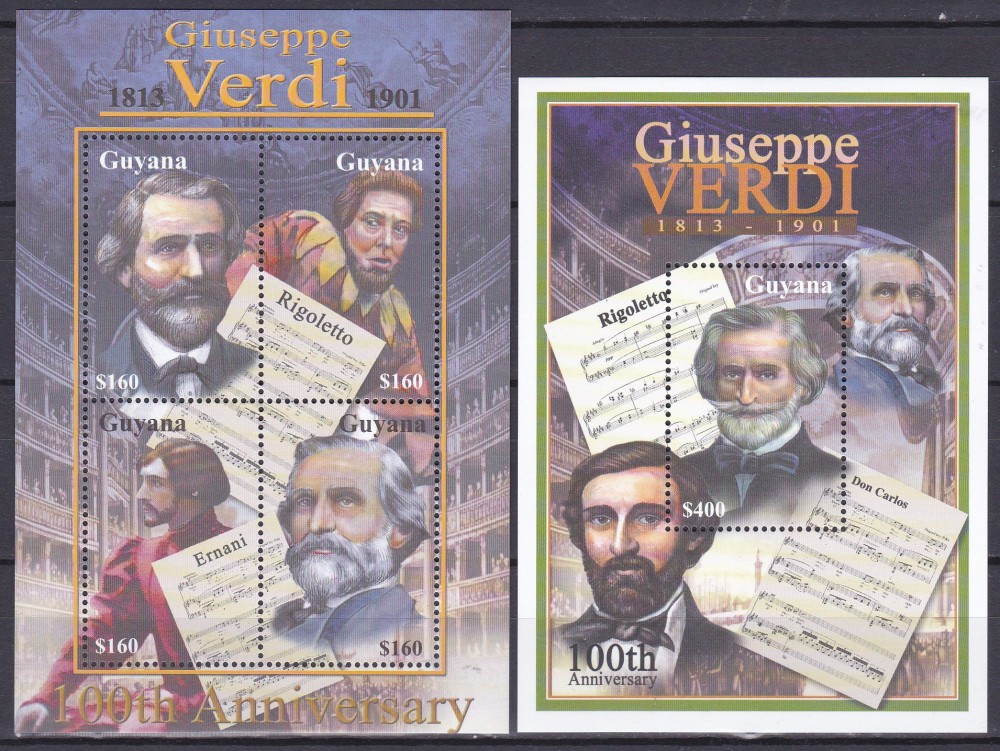 Giuseppe
1813 Verdi 1901
Guyana
Guyana
Rigoletto
$160
$160
Guyana
Guyana
Ernani
$160
$160
100th Anniversary
Giuseppe
VERDI
1813 - 1901
Guyana
Rigoletto
$400
Don Carlos
100th
Anniversary